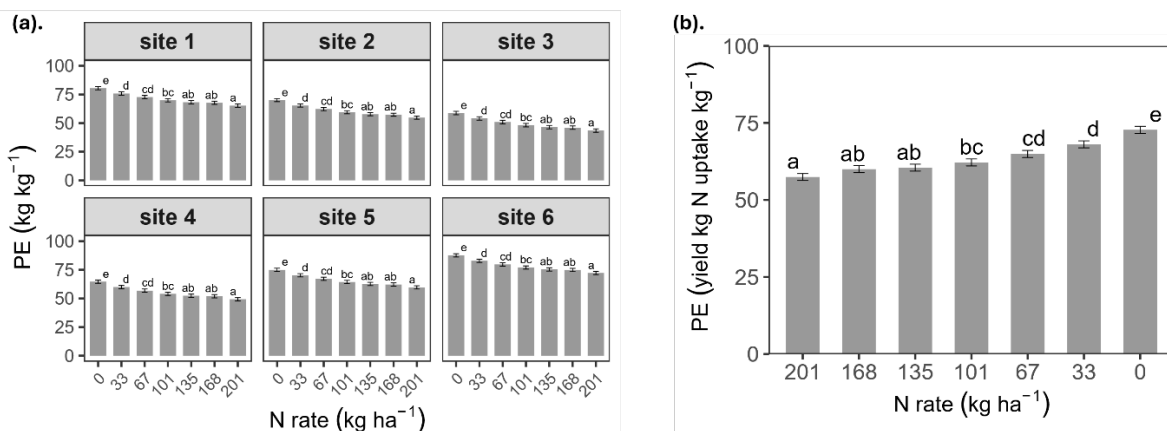 (a).
site 1 site 2 site 3
100
75
50
25
0
e d cd bc ab ab a
e d cd bc ab ab a
e d cd bc ab ab a
site 4 site 5 site 6
100
75
50
25
0
e d cd bc ab ab a
e d cd bc ab ab a
e d cd bc ab ab a
PE (kg kg⁻¹)
0 33 67 101 135 168 201
0 33 67 101 135 168 201
0 33 67 101 135 168 201
N rate (kg ha⁻¹)
(b).
PE (yield kg N uptake kg⁻¹)
100
75
50
25
0
a ab ab bc cd d e
201 168 135 101 67 33 0
N rate (kg ha⁻¹)